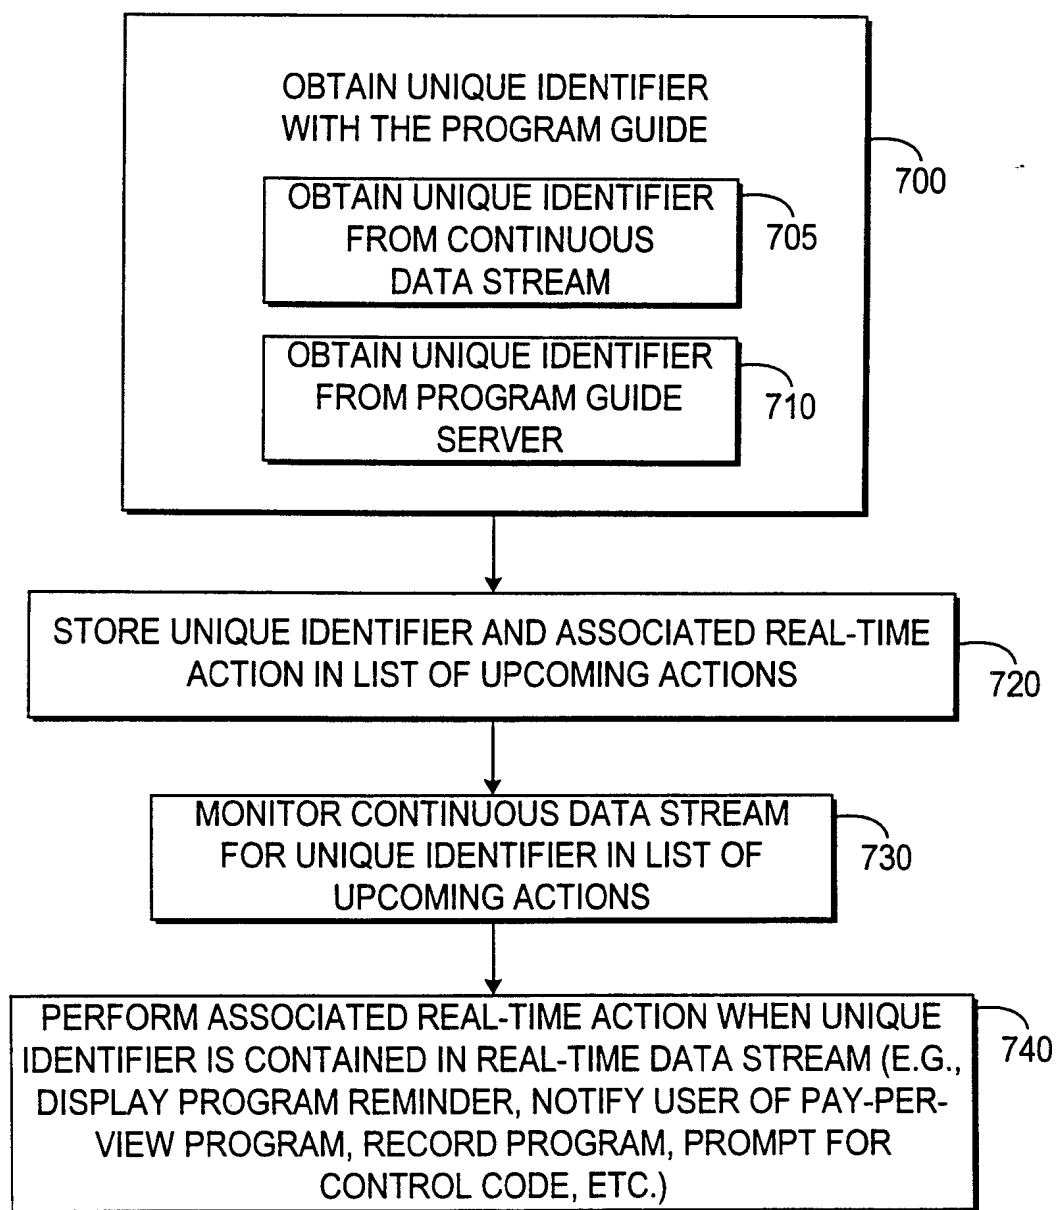 OBTAIN UNIQUE IDENTIFIER
WITH THE PROGRAM GUIDE
700
OBTAIN UNIQUE IDENTIFIER
FROM CONTINUOUS
DATA STREAM
705
OBTAIN UNIQUE IDENTIFIER
FROM PROGRAM GUIDE
SERVER
710
STORE UNIQUE IDENTIFIER AND ASSOCIATED REAL-TIME
ACTION IN LIST OF UPCOMING ACTIONS
720
MONITOR CONTINUOUS DATA STREAM
FOR UNIQUE IDENTIFIER IN LIST OF
UPCOMING ACTIONS
730
PERFORM ASSOCIATED REAL-TIME ACTION WHEN UNIQUE
IDENTIFIER IS CONTAINED IN REAL-TIME DATA STREAM (E.G.,
DISPLAY PROGRAM REMINDER, NOTIFY USER OF PAY-PER-
VIEW PROGRAM, RECORD PROGRAM, PROMPT FOR
CONTROL CODE, ETC.)
740